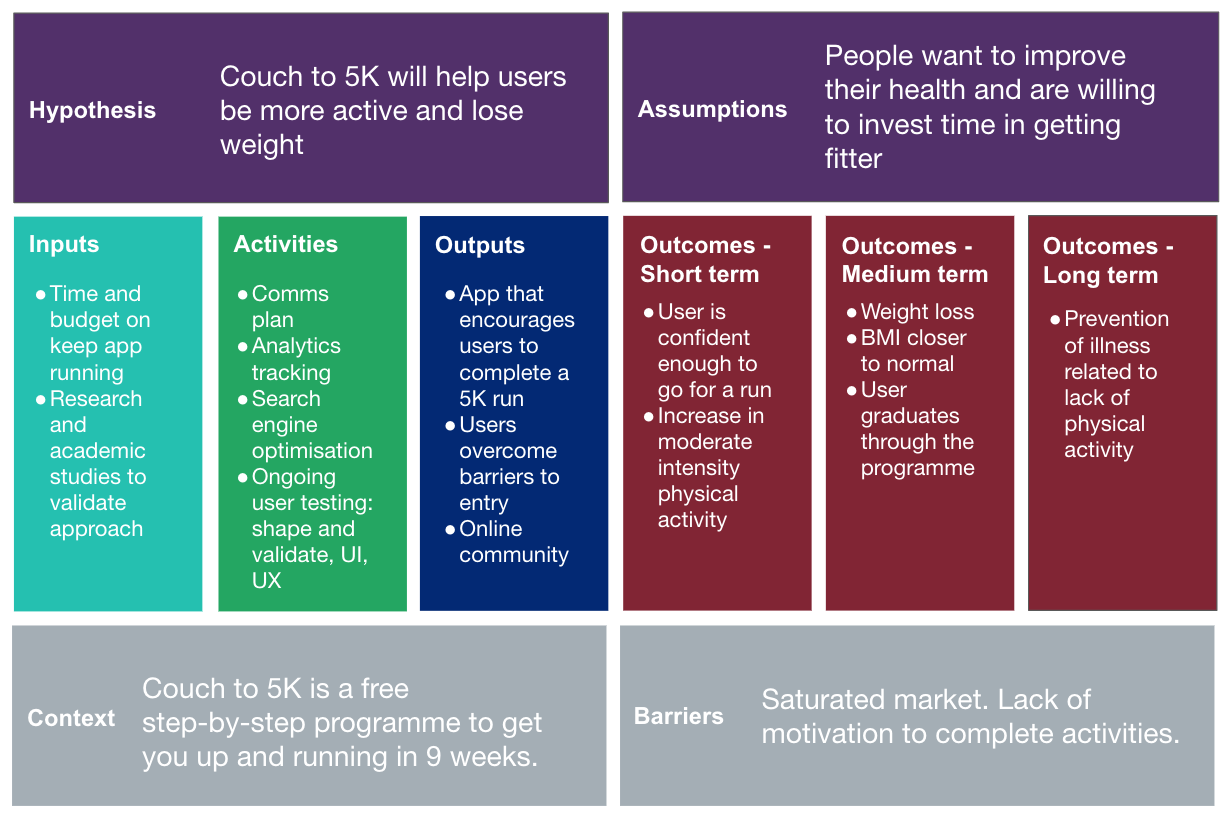 Hypothesis
Couch to 5K will help users
be more active and lose
weight
Assumptions
People want to improve
their health and are willing
to invest time in getting
fitter
Inputs
● Time and
budget on
keep app
running
● Research
and
academic
studies to
validate
approach
Activities
● Comms
plan
● Analytics
tracking
● Search
engine
optimisation
● Ongoing
user testing:
shape and
validate, UI,
UX
Outputs
● App that
encourages
users to
complete a
5K run
● Users
overcome
barriers to
entry
● Online
community
Outcomes -
Short term
● User is
confident
enough to
go for a run
● Increase in
moderate
intensity
physical
activity
Outcomes -
Medium term
● Weight loss
● BMI closer
to normal
● User
graduates
through the
programme
Outcomes -
Long term
● Prevention
of illness
related to
lack of
physical
activity
Context
Couch to 5K is a free
step-by-step programme to get
you up and running in 9 weeks.
Barriers
Saturated market. Lack of
motivation to complete activities.